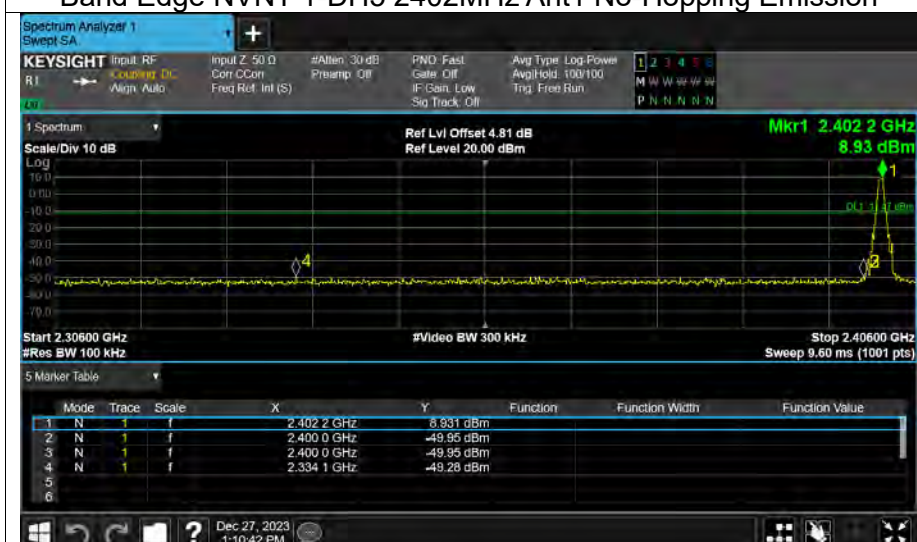 Band Edge NVNT 1-DH5 2402MHz Ant1 No-Hopping Emission
Spectrum Analyzer 1
Swept SA
+
KEYSIGHT Input: RF Input Z: 50 Ω #Atten: 30 dB PNO: Fast Avg Type: Log-Power 1 2 3 4 5 6
R1 Coupling: DC Corr CCorr Preamp: Off Gate: Off Avg|Hold: 100/100 M W W W W W
Align: Auto Freq Ref: Int (S) IF Gain: Low Trig: Free Run
Sig Track: Off P N N N N N
1 Spectrum Ref Lvl Offset 4.81 dB Mkr1 2.402 2 GHz
Scale/Div 10 dB Ref Level 20.00 dBm 8.93 dBm
Log
10.0
0.00
-10.0
-20.0
-30.0
-40.0
-50.0
-60.0
-70.0
1
4
Start 2.30600 GHz #Video BW 300 kHz Stop 2.40600 GHz
#Res BW 100 kHz Sweep 9.60 ms (1001 pts)
5 Marker Table
Mode Trace Scale X Y Function Function Width Function Value
1 N 1 f 2.402 2 GHz 8.931 dBm
2 N 1 f 2.400 0 GHz -49.95 dBm
3 N 1 f 2.400 0 GHz -49.95 dBm
4 N 1 f 2.334 1 GHz -49.28 dBm
5
6
? Dec 27, 2023
1:10:42 PM